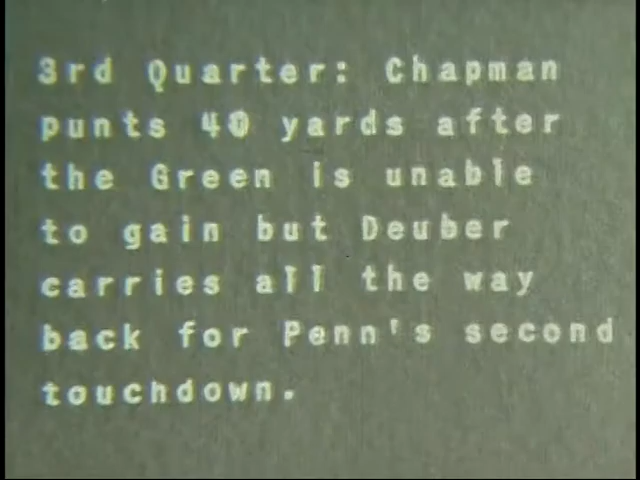 3rd Quarter: Chapman
punts 40 yards after
the Green is unable
to gain but Deuber
carries all the way
back for Penn's second
touchdown.